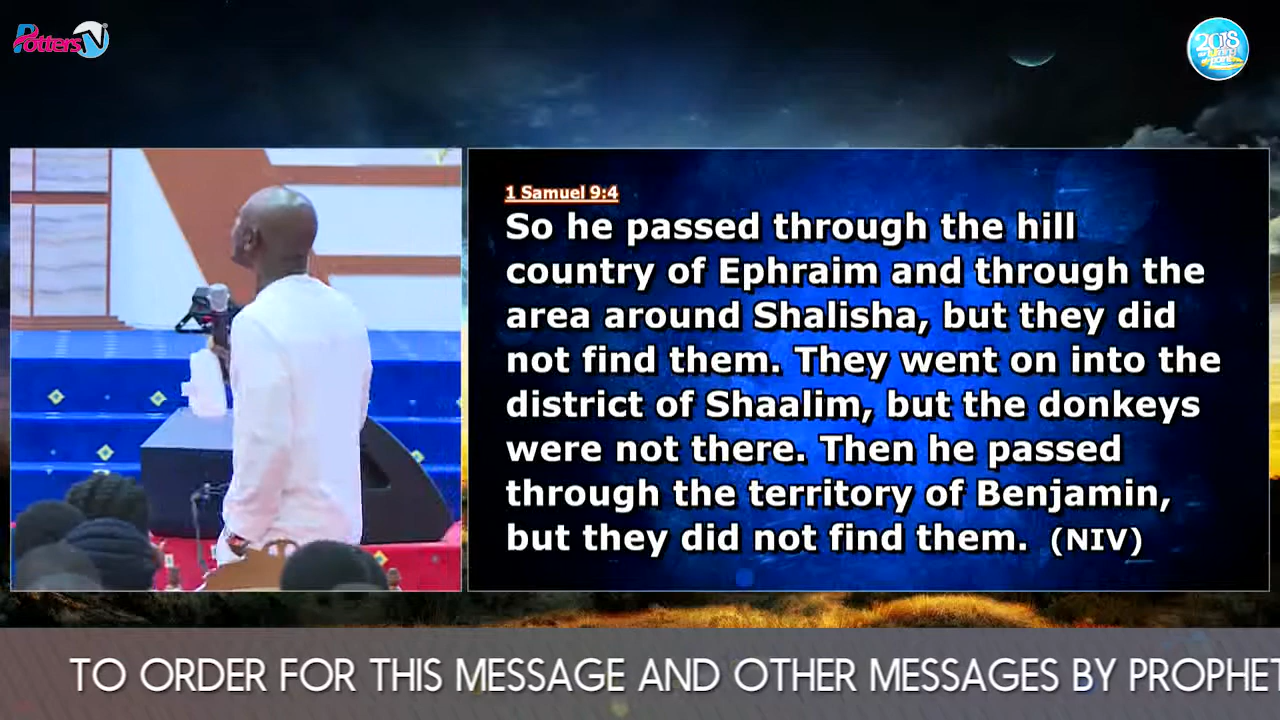 PottersTV
2018
turning
point
1 Samuel 9:4
So he passed through the hill
country of Ephraim and through the
area around Shalisha, but they did
not find them. They went on into the
district of Shaalim, but the donkeys
were not there. Then he passed
through the territory of Benjamin,
but they did not find them. (NIV)
TO ORDER FOR THIS MESSAGE AND OTHER MESSAGES BY PROPHET